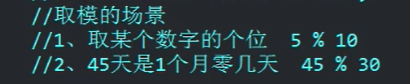 //取模的场景
//1、取某个数字的个位  5 % 10
//2、45天是1个月零几天  45 % 30